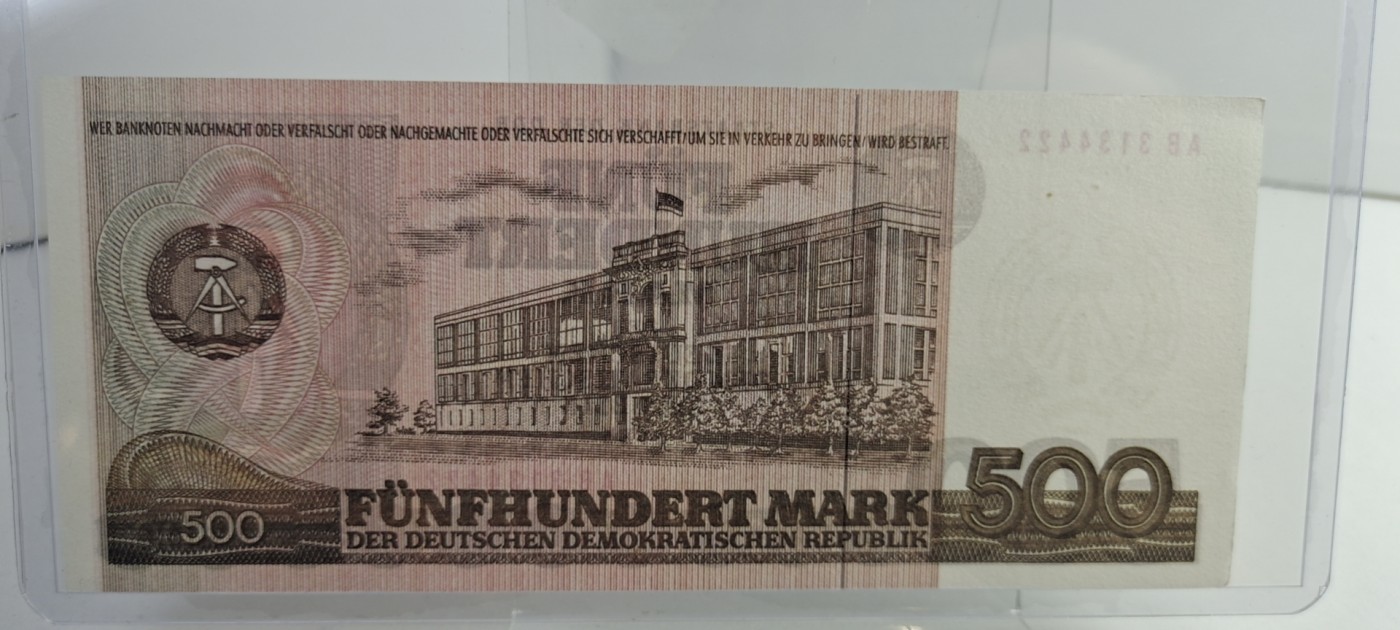 WER BANKNOTEN NACHMACHT ODER VERFÄLSCHT ODER NACHGEMACHTE ODER VERFÄLSCHTE SICH VERSCHAFFT/UM SIE IN VERKEHR ZU BRINGEN/WIRD BESTRAFT.
AB 3134422
500
FÜNFHUNDERT MARK
DER DEUTSCHEN DEMOKRATISCHEN REPUBLIK
500